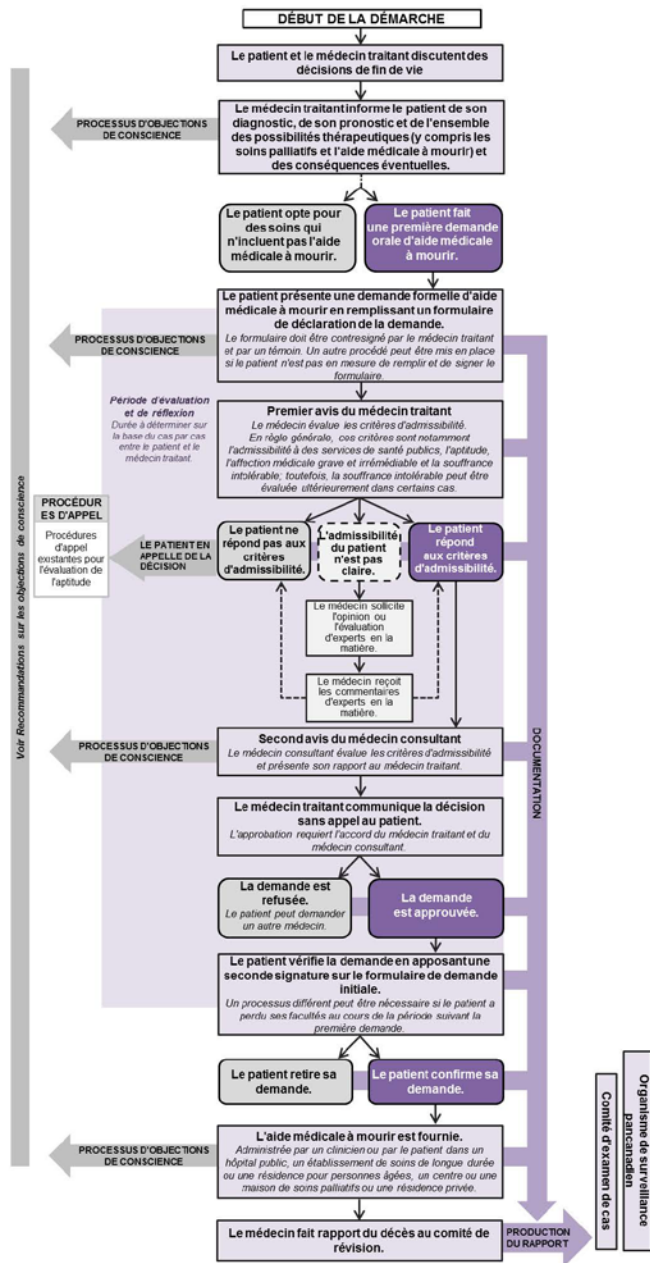 DÉBUT DE LA DÉMARCHE
Le patient et le médecin traitant discutent des
décisions de fin de vie
PROCESSUS D'OBJECTIONS
DE CONSCIENCE
Le médecin traitant informe le patient de son
diagnostic, de son pronostic et de l'ensemble
des possibilités thérapeutiques (y compris les
soins palliatifs et l'aide médicale à mourir) et
des conséquences éventuelles.
Le patient opte pour
des soins qui
n'incluent pas l'aide
médicale à mourir.
Le patient fait
une première demande
orale d'aide médicale
à mourir.
Le patient présente une demande formelle d'aide
médicale à mourir en remplissant un formulaire
de déclaration de la demande.
Le formulaire doit être contresigné par le médecin traitant
et par un témoin. Un autre procédé peut être mis en place
si le patient n'est pas en mesure de remplir et de signer le
formulaire.
PROCESSUS D'OBJECTIONS
DE CONSCIENCE
Période d'évaluation
et de réflexion
Durée à déterminer sur
la base du cas par cas
entre le patient et le
médecin traitant.
Premier avis du médecin traitant
Le médecin évalue les critères d'admissibilité.
En règle générale, ces critères sont notamment
l'admissibilité à des services de santé publics, l'aptitude,
l'affection médicale grave et irrémédiable et la souffrance
intolérable; toutefois, la souffrance intolérable peut être
évaluée ultérieurement dans certains cas.
PROCÉDUR
ES D'APPEL
Procédures
d'appel
existantes pour
l'évaluation de
l'aptitude
LE PATIENT EN
APPELLE DE LA
DÉCISION
Le patient ne
répond pas aux
critères
d'admissibilité.
L'admissibilité
du patient
n'est pas
claire.
Le patient
répond
aux critères
d'admissibilité.
Le médecin sollicite
l'opinion ou
l'évaluation
d'experts en la
matière.
Le médecin reçoit
les commentaires
d'experts en la
matière.
Second avis du médecin consultant
Le médecin consultant évalue les critères d'admissibilité
et présente son rapport au médecin traitant.
PROCESSUS D'OBJECTIONS
DE CONSCIENCE
Le médecin traitant communique la décision
sans appel au patient.
L'approbation requiert l'accord du médecin traitant et du
médecin consultant.
La demande est
refusée.
Le patient peut demander
un autre médecin.
La demande
est approuvée.
Le patient vérifie la demande en apposant une
seconde signature sur le formulaire de demande
initiale.
Un processus différent peut être nécessaire si le patient a
perdu ses facultés au cours de la période suivant la
première demande.
Le patient retire sa
demande.
Le patient confirme sa
demande.
L'aide médicale à mourir est fournie.
Administrée par un clinicien ou par le patient dans un
hôpital public, un établissement de soins de longue durée
ou une résidence pour personnes âgées, un centre ou une
maison de soins palliatifs ou une résidence privée.
PROCESSUS D'OBJECTIONS
DE CONSCIENCE
Le médecin fait rapport du décès au comité de
révision.
PRODUCTION
DU RAPPORT
DOCUMENTATION
Comité d'examen de cas
Organisme de surveillance
pancanadien
Voir Recommandations sur les objections de conscience